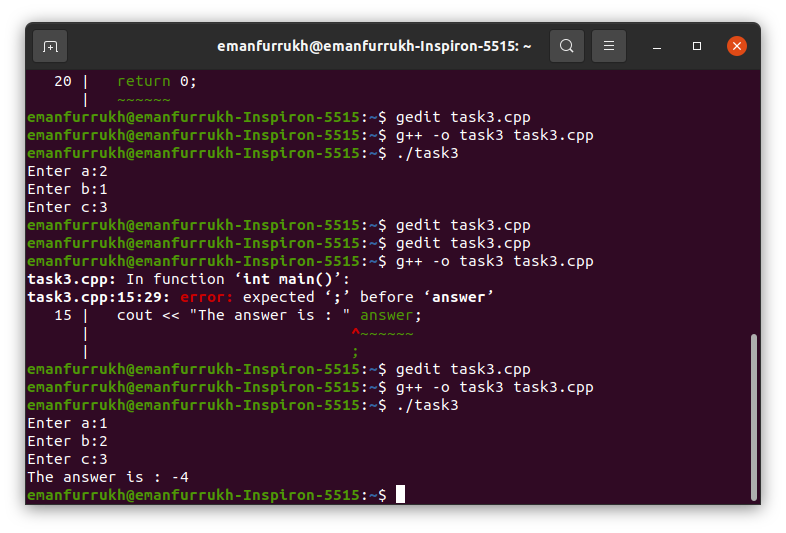 emanfurrukh@emanfurrukh-Inspiron-5515: ~
   20 |   return 0;
      |   ~~~~~~
emanfurrukh@emanfurrukh-Inspiron-5515:~$ gedit task3.cpp
emanfurrukh@emanfurrukh-Inspiron-5515:~$ g++ -o task3 task3.cpp
emanfurrukh@emanfurrukh-Inspiron-5515:~$ ./task3
Enter a:2
Enter b:1
Enter c:3
emanfurrukh@emanfurrukh-Inspiron-5515:~$ gedit task3.cpp
emanfurrukh@emanfurrukh-Inspiron-5515:~$ gedit task3.cpp
emanfurrukh@emanfurrukh-Inspiron-5515:~$ g++ -o task3 task3.cpp
task3.cpp: In function ‘int main()’:
task3.cpp:15:29: error: expected ‘;’ before ‘answer’
   15 |   cout << "The answer is : " answer;
      |                             ^~~~~~~
      |                             ;
emanfurrukh@emanfurrukh-Inspiron-5515:~$ gedit task3.cpp
emanfurrukh@emanfurrukh-Inspiron-5515:~$ g++ -o task3 task3.cpp
emanfurrukh@emanfurrukh-Inspiron-5515:~$ ./task3
Enter a:1
Enter b:2
Enter c:3
The answer is : -4
emanfurrukh@emanfurrukh-Inspiron-5515:~$